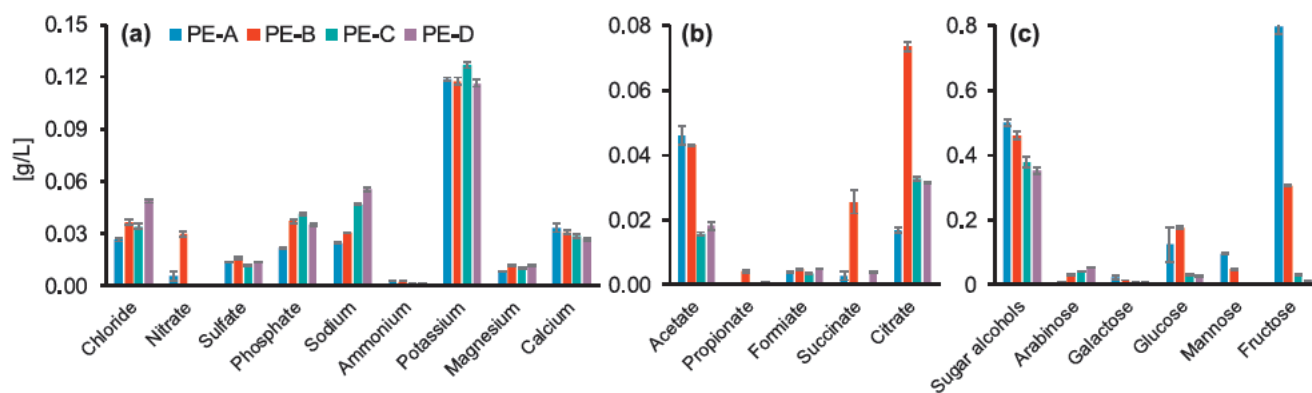 [g/L]
0.15
0.12
0.09
0.06
0.03
0.00
(a) PE-A PE-B PE-C PE-D
Chloride
Nitrate
Sulfate
Phosphate
Sodium
Ammonium
Potassium
Magnesium
Calcium
0.08
0.06
0.04
0.02
0.00
(b)
Acetate
Propionate
Formiate
Succinate
Citrate
0.8
0.6
0.4
0.2
0
(c)
Sugar alcohols
Arabinose
Galactose
Glucose
Mannose
Fructose